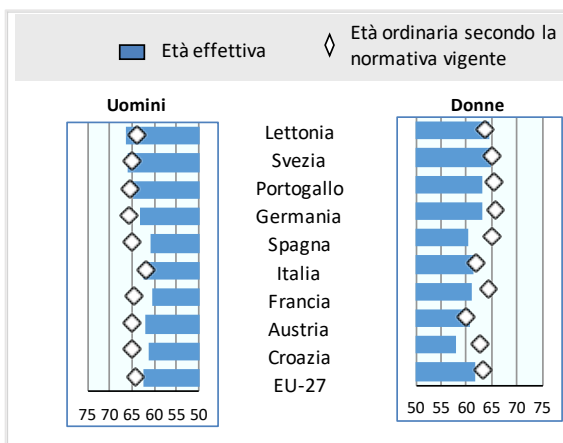 Età effettiva
Età ordinaria secondo la
normativa vigente
Uomini
Donne
Lettonia
Svezia
Portogallo
Germania
Spagna
Italia
Francia
Austria
Croazia
EU-27
75 70 65 60 55 50
50 55 60 65 70 75